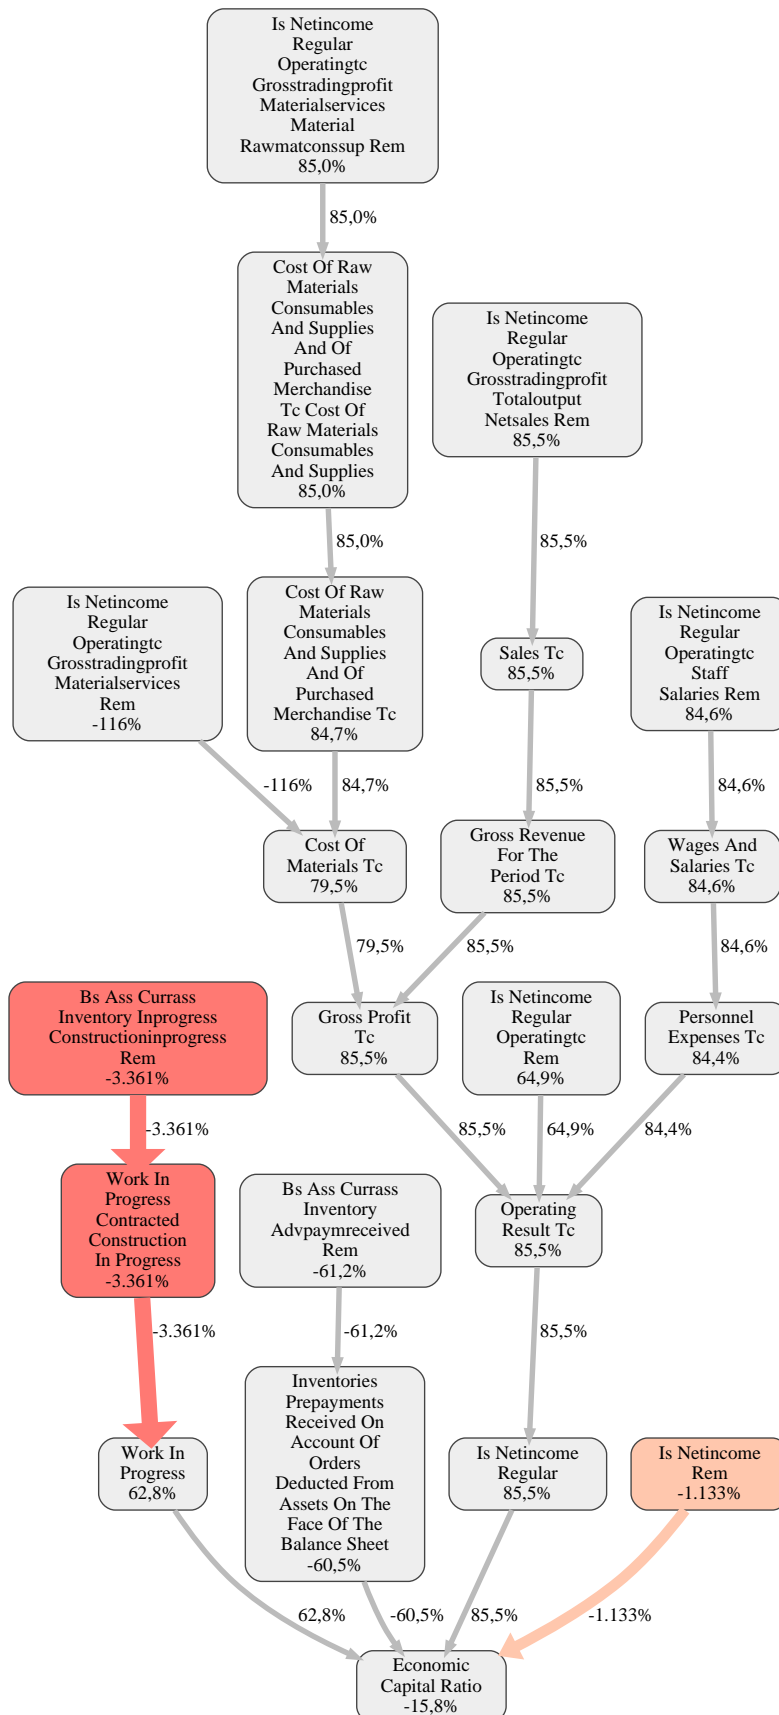 Is Netincome
Regular
Operatingtc
Grosstradingprofit
Materialservices
Material
Rawmatconssup Rem
85,0%
85,0%
Cost Of Raw
Materials
Consumables
And Supplies
And Of
Purchased
Merchandise
Tc Cost Of
Raw Materials
Consumables
And Supplies
85,0%
Is Netincome
Regular
Operatingtc
Grosstradingprofit
Totaloutput
Netsales Rem
85,5%
85,0%
85,5%
Is Netincome
Regular
Operatingtc
Grosstradingprofit
Materialservices
Rem
-116%
Cost Of Raw
Materials
Consumables
And Supplies
And Of
Purchased
Merchandise Tc
84,7%
Sales Tc
85,5%
Is Netincome
Regular
Operatingtc
Staff
Salaries Rem
84,6%
-116%
84,7%
85,5%
84,6%
Cost Of
Materials Tc
79,5%
Gross Revenue
For The
Period Tc
85,5%
Wages And
Salaries Tc
84,6%
79,5%
85,5%
84,6%
Bs Ass Currass
Inventory Inprogress
Constructioninprogress
Rem
-3.361%
Gross Profit
Tc
85,5%
Is Netincome
Regular
Operatingtc
Rem
64,9%
Personnel
Expenses Tc
84,4%
-3.361%
85,5%
64,9%
84,4%
Work In
Progress
Contracted
Construction
In Progress
-3.361%
Bs Ass Currass
Inventory
Advpaymreceived
Rem
-61,2%
Operating
Result Tc
85,5%
-3.361%
-61,2%
85,5%
Work In
Progress
62,8%
Inventories
Prepayments
Received On
Account Of
Orders
Deducted From
Assets On The
Face Of The
Balance Sheet
-60,5%
Is Netincome
Regular
85,5%
Is Netincome
Rem
-1.133%
62,8%
-60,5%
85,5%
-1.133%
Economic
Capital Ratio
-15,8%